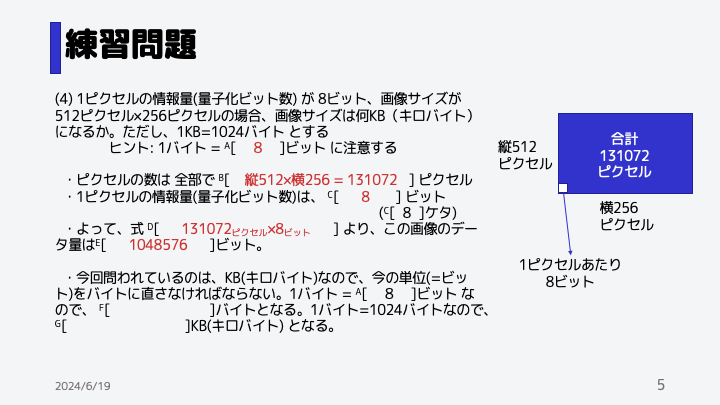 練習問題
(4) 1ピクセルの情報量(量子化ビット数) が 8ビット、画像サイズが
512ピクセル×256ピクセルの場合、画像サイズは何KB（キロバイト）
になるか。ただし、1KB=1024バイト とする
ヒント: 1バイト = A[ 8 ]ビット に注意する
・ピクセルの数は 全部で B[ 縦512×横256 = 131072 ] ピクセル
・1ピクセルの情報量(量子化ビット数)は、 C[ 8 ] ビット
(C[ 8 ]ケタ)
・よって、式 D[ 131072ピクセル×8ビット ] より、この画像のデー
タ量はE[ 1048576 ]ビット。
・今回問われているのは、KB(キロバイト)なので、今の単位(=ビッ
ト)をバイトに直さなければならない。1バイト = A[ 8 ]ビット な
ので、 F[ ]バイトとなる。1バイト=1024バイトなので、
G[ ]KB(キロバイト) となる。
縦512
ピクセル
合計
131072
ピクセル
横256
ピクセル
1ピクセルあたり
8ビット
2024/6/19
5